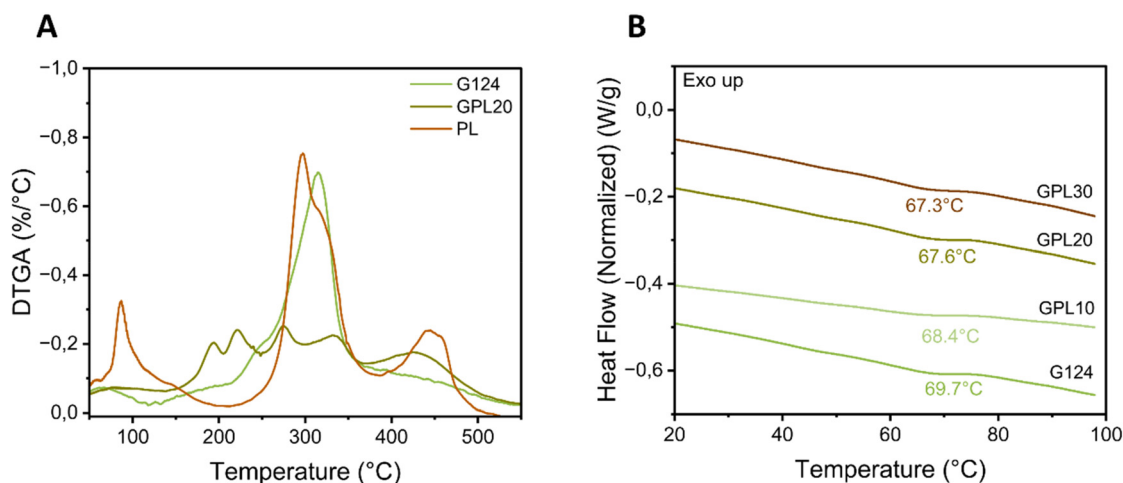 A
−1,0
−0,8
−0,6
−0,4
−0,2
0,0
DTGA (%/°C)
G124
GPL20
PL
100
200
300
400
500
Temperature (°C)
B
Exo up
0,0
−0,2
−0,4
−0,6
Heat Flow (Normalized) (W/g)
GPL30
67.3°C
GPL20
67.6°C
GPL10
68.4°C
G124
69.7°C
20
40
60
80
100
Temperature (°C)